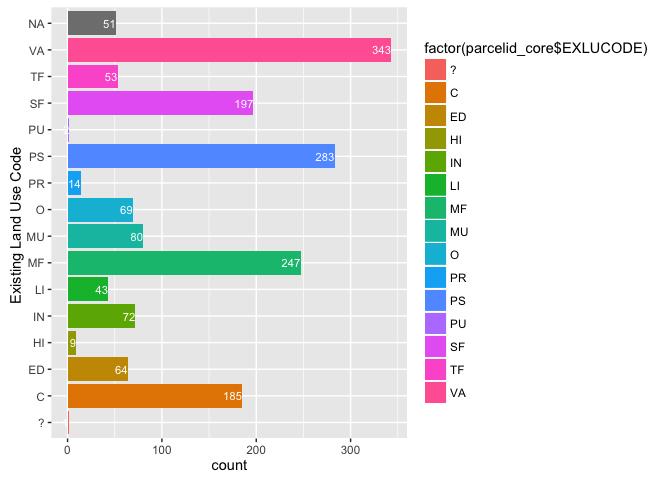 Existing Land Use Code
NA
VA
TF
SF
PU
PS
PR
O
MU
MF
LI
IN
HI
ED
C
?
51
343
53
197
283
14
69
80
247
43
72
9
64
185
0
100
200
300
count
factor(parcelid_core$EXLUCODE)
?
C
ED
HI
IN
LI
MF
MU
O
PR
PS
PU
SF
TF
VA